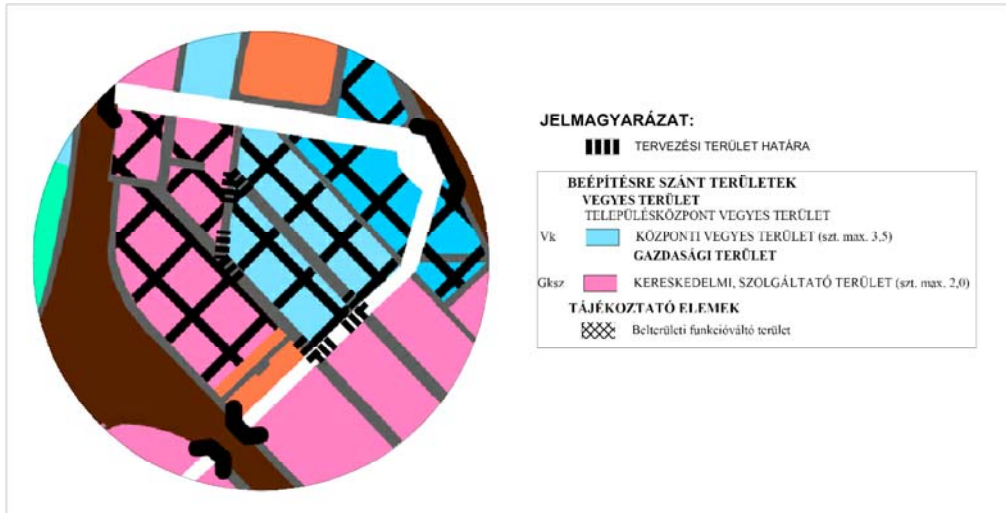 JELMAGYARÁZAT:
TERVEZÉSI TERÜLET HATÁRA
BEÉPÍTÉSRE SZÁNT TERÜLETEK
VEGYES TERÜLET
TELEPÜLÉSKÖZPONT VEGYES TERÜLET
Vk KÖZPONTI VEGYES TERÜLET (szt. max. 3.5)
GAZDASÁGI TERÜLET
Gksz KERESKEDELMI, SZOLGÁLTATÓ TERÜLET (szt. max. 2,0)
TÁJÉKOZTATÓ ELEMEK
Belterületi funkcióváltó terület